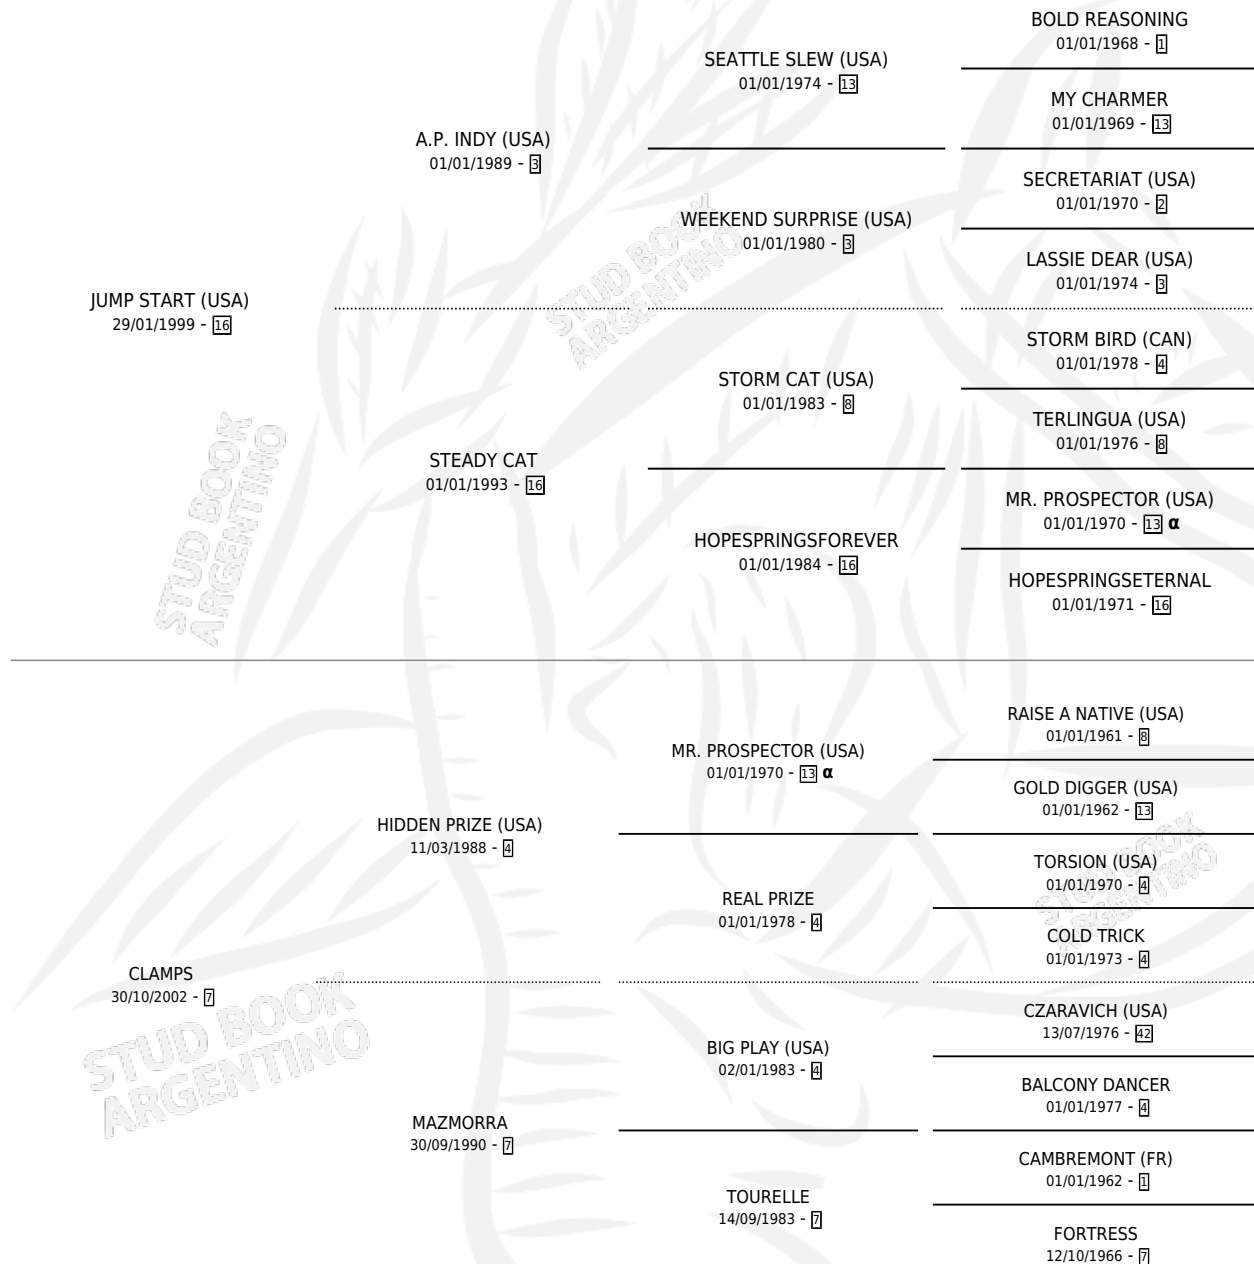 BOLD REASONING
01/01/1968 - 1
SEATTLE SLEW (USA)
01/01/1974 - 13
MY CHARMER
01/01/1969 - 13
A.P. INDY (USA)
01/01/1989 - 3
SECRETARIAT (USA)
01/01/1970 - 2
WEEKEND SURPRISE (USA)
01/01/1980 - 3
LASSIE DEAR (USA)
01/01/1974 - 3
JUMP START (USA)
29/01/1999 - 16
STORM BIRD (CAN)
01/01/1978 - 4
STORM CAT (USA)
01/01/1983 - 8
TERLINGUA (USA)
01/01/1976 - 8
STEADY CAT
01/01/1993 - 16
MR. PROSPECTOR (USA)
01/01/1970 - 13 α
HOPESPRINGSFOREVER
01/01/1984 - 16
HOPESPRINGSETERNAL
01/01/1971 - 16
RAISE A NATIVE (USA)
01/01/1961 - 8
MR. PROSPECTOR (USA)
01/01/1970 - 13 α
GOLD DIGGER (USA)
01/01/1962 - 13
HIDDEN PRIZE (USA)
11/03/1988 - 4
TORSION (USA)
01/01/1970 - 4
REAL PRIZE
01/01/1978 - 4
COLD TRICK
01/01/1973 - 4
CLAMPS
30/10/2002 - 7
CZARAVICH (USA)
13/07/1976 - 42
BIG PLAY (USA)
02/01/1983 - 4
BALCONY DANCER
01/01/1977 - 4
MAZMORRA
30/09/1990 - 7
CAMBREMONT (FR)
01/01/1962 - 1
TOURELLE
14/09/1983 - 7
FORTRESS
12/10/1966 - 7
STUD BOOK
ARGENTINO
STUD BOOK
ARGENTINO
STUD BOOK
ARGENTINO
STUD BOOK
ARGENTINO